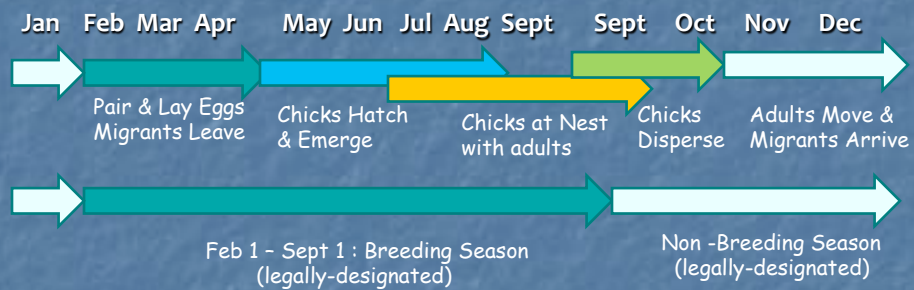 Jan Feb Mar Apr May Jun Jul Aug Sept Sept Oct Nov Dec
Pair & Lay Eggs
Migrants Leave
Chicks Hatch
& Emerge
Chicks at Nest
with adults
Chicks
Disperse
Adults Move &
Migrants Arrive
Feb 1 – Sept 1 : Breeding Season
(legally-designated)
Non -Breeding Season
(legally-designated)